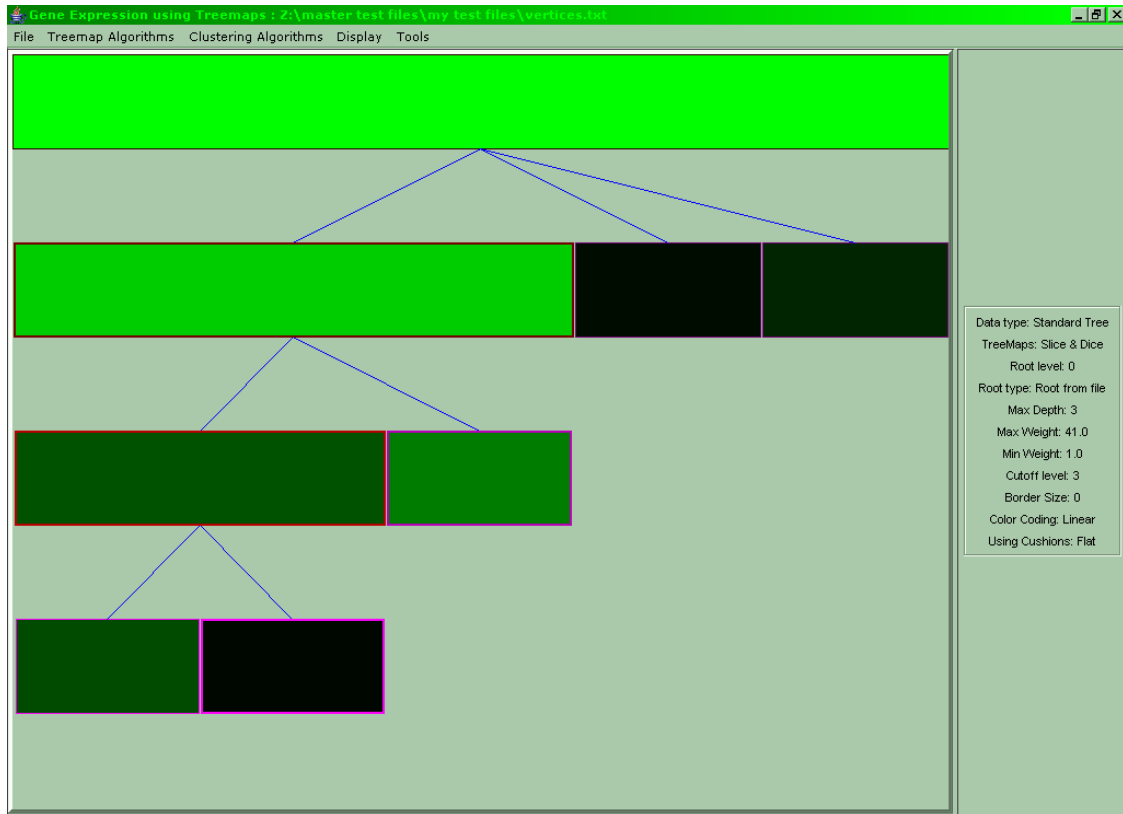 Gene Expression using Treemaps : Z:\master test files\my test files\vertices.txt
File Treemap Algorithms Clustering Algorithms Display Tools
Data type: Standard Tree
TreeMaps: Slice & Dice
Root level: 0
Root type: Root from file
Max Depth: 3
Max Weight: 41.0
Min Weight: 1.0
Cutoff level: 3
Border Size: 0
Color Coding: Linear
Using Cushions: Flat